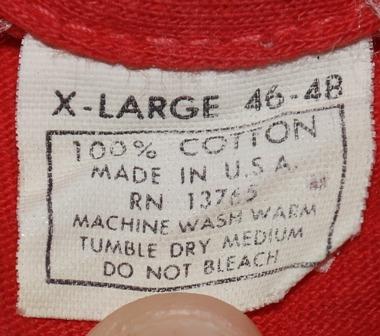 X-LARGE 46-48
100% COTTON
MADE IN U.S.A.
RN 13765
MACHINE WASH WARM
TUMBLE DRY MEDIUM
DO NOT BLEACH